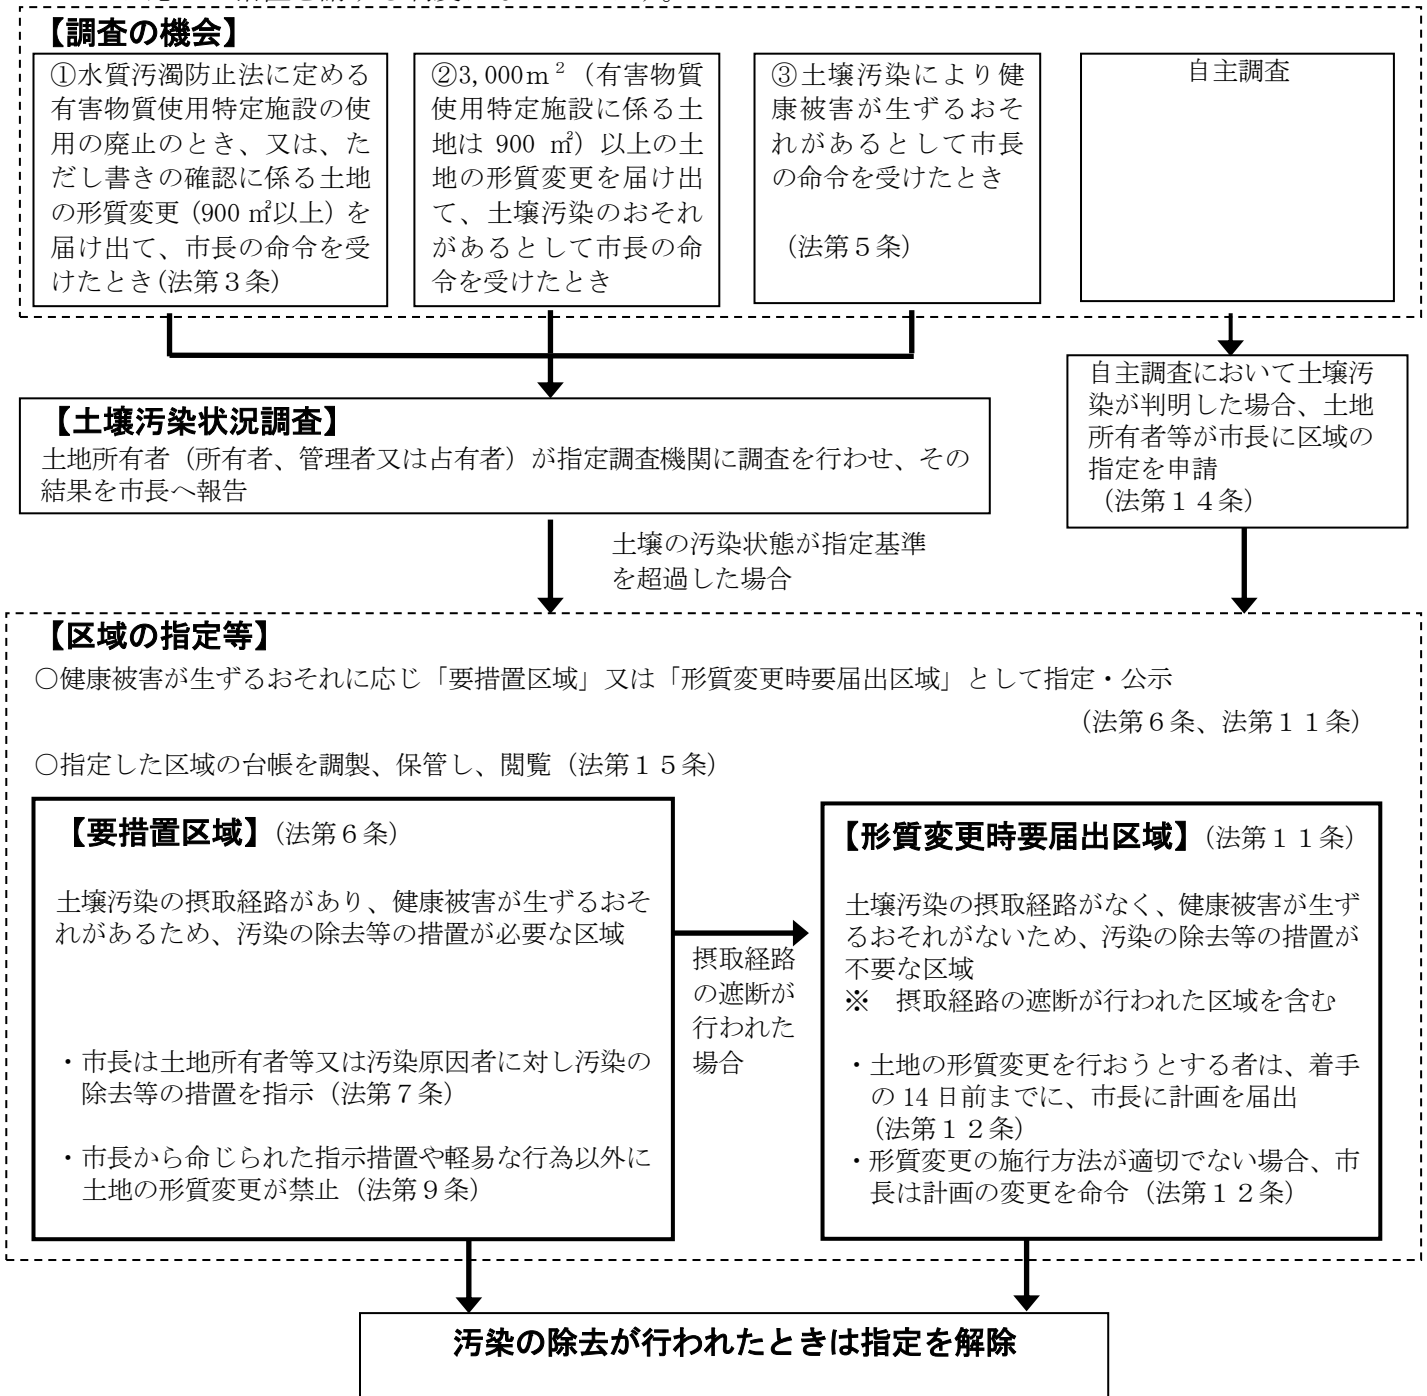 【調査の機会】
①水質汚濁防止法に定める
有害物質使用特定施設の使
用の廃止のとき、又は、た
だし書きの確認に係る土地
の形質変更（900 ㎡以上）を
届け出て、市長の命令を受
けたとき（法第３条）
②3,000ｍ²（有害物質
使用特定施設に係る土
地は 900 ㎡）以上の土
地の形質変更を届け出
て、土壌汚染のおそれ
があるとして市長の命
令を受けたとき
③土壌汚染により健
康被害が生ずるおそ
れがあるとして市長
の命令を受けたとき
（法第５条）
自主調査
【土壌汚染状況調査】
土地所有者（所有者、管理者又は占有者）が指定調査機関に調査を行わせ、その
結果を市長へ報告
自主調査において土壌汚
染が判明した場合、土地
所有者等が市長に区域の
指定を申請
（法第１４条）
土壌の汚染状態が指定基準
を超過した場合
【区域の指定等】
○健康被害が生ずるおそれに応じ「要措置区域」又は「形質変更時要届出区域」として指定・公示
（法第６条、法第１１条）
○指定した区域の台帳を調製、保管し、閲覧（法第１５条）
【要措置区域】（法第６条）
土壌汚染の摂取経路があり、健康被害が生ずるおそ
れがあるため、汚染の除去等の措置が必要な区域
・市長は土地所有者等又は汚染原因者に対し汚染の
除去等の措置を指示（法第７条）
・市長から命じられた指示措置や軽易な行為以外に
土地の形質変更が禁止（法第９条）
摂取経路
の遮断が
行われた
場合
【形質変更時要届出区域】（法第１１条）
土壌汚染の摂取経路がなく、健康被害が生ず
るおそれがないため、汚染の除去等の措置が
不要な区域
※　摂取経路の遮断が行われた区域を含む
・土地の形質変更を行おうとする者は、着手
の 14 日前までに、市長に計画を届出
（法第１２条）
・形質変更の施行方法が適切でない場合、市
長は計画の変更を命令（法第１２条）
汚染の除去が行われたときは指定を解除